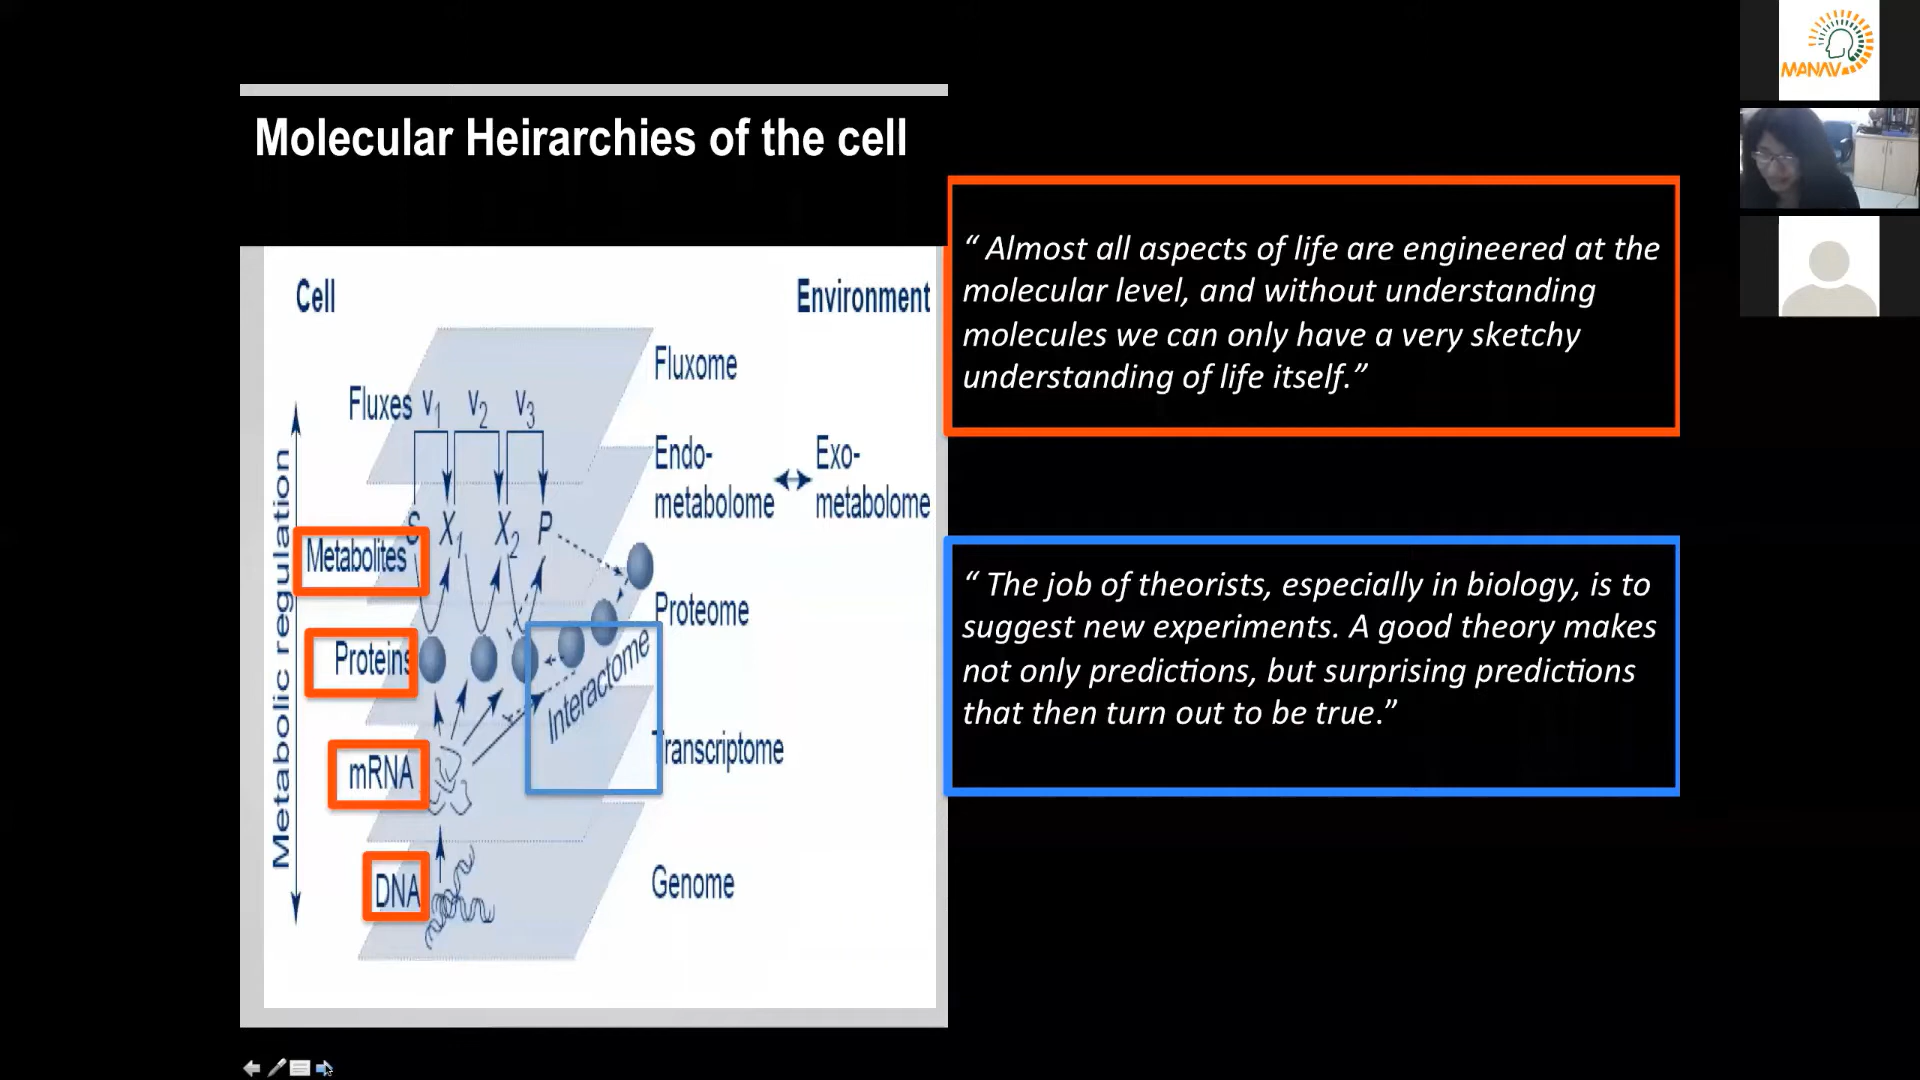 MANAV
Molecular Heirarchies of the cell
Cell
Environment
Fluxome
Fluxes V1 V2 V3
Endo-
metabolome
Exo-
metabolome
S X1 X2 P
Metabolites
Metabolic regulation
Proteome
Proteins
Interactome
Transcriptome
mRNA
DNA
Genome
“ Almost all aspects of life are engineered at the
molecular level, and without understanding
molecules we can only have a very sketchy
understanding of life itself.”
“ The job of theorists, especially in biology, is to
suggest new experiments. A good theory makes
not only predictions, but surprising predictions
that then turn out to be true.”